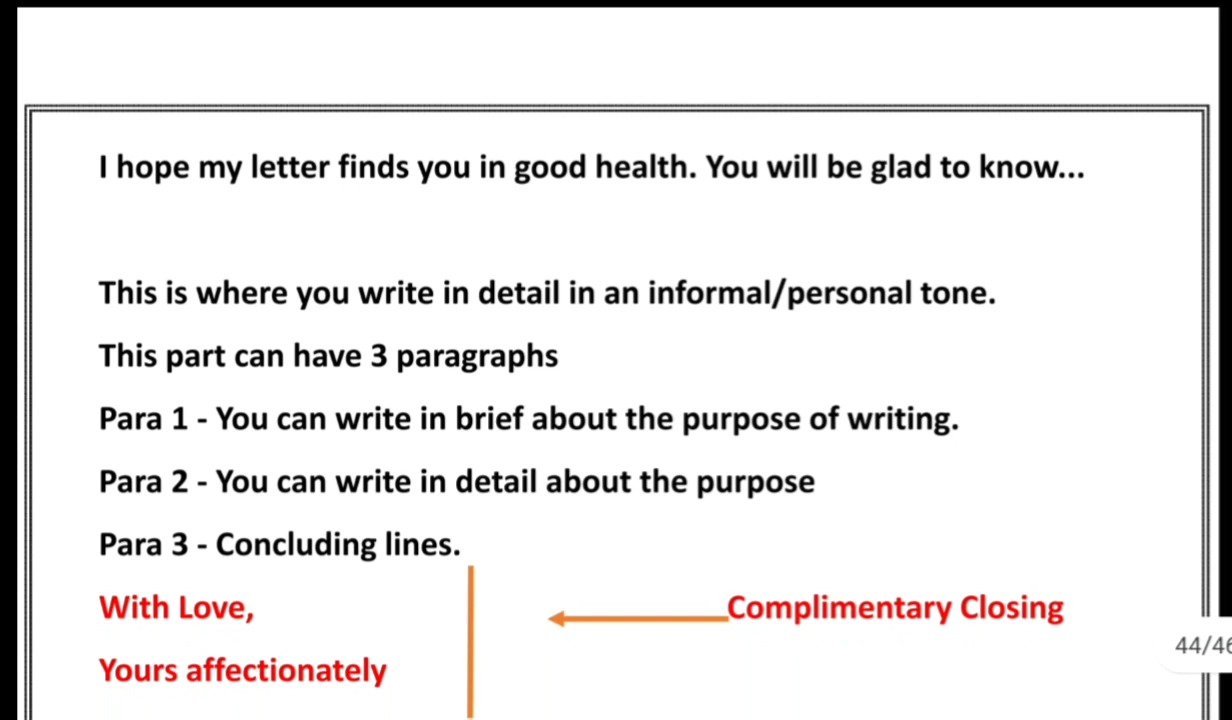 I hope my letter finds you in good health. You will be glad to know...
This is where you write in detail in an informal/personal tone.
This part can have 3 paragraphs
Para 1 - You can write in brief about the purpose of writing.
Para 2 - You can write in detail about the purpose
Para 3 - Concluding lines.
With Love, Complimentary Closing
44/46
Yours affectionately